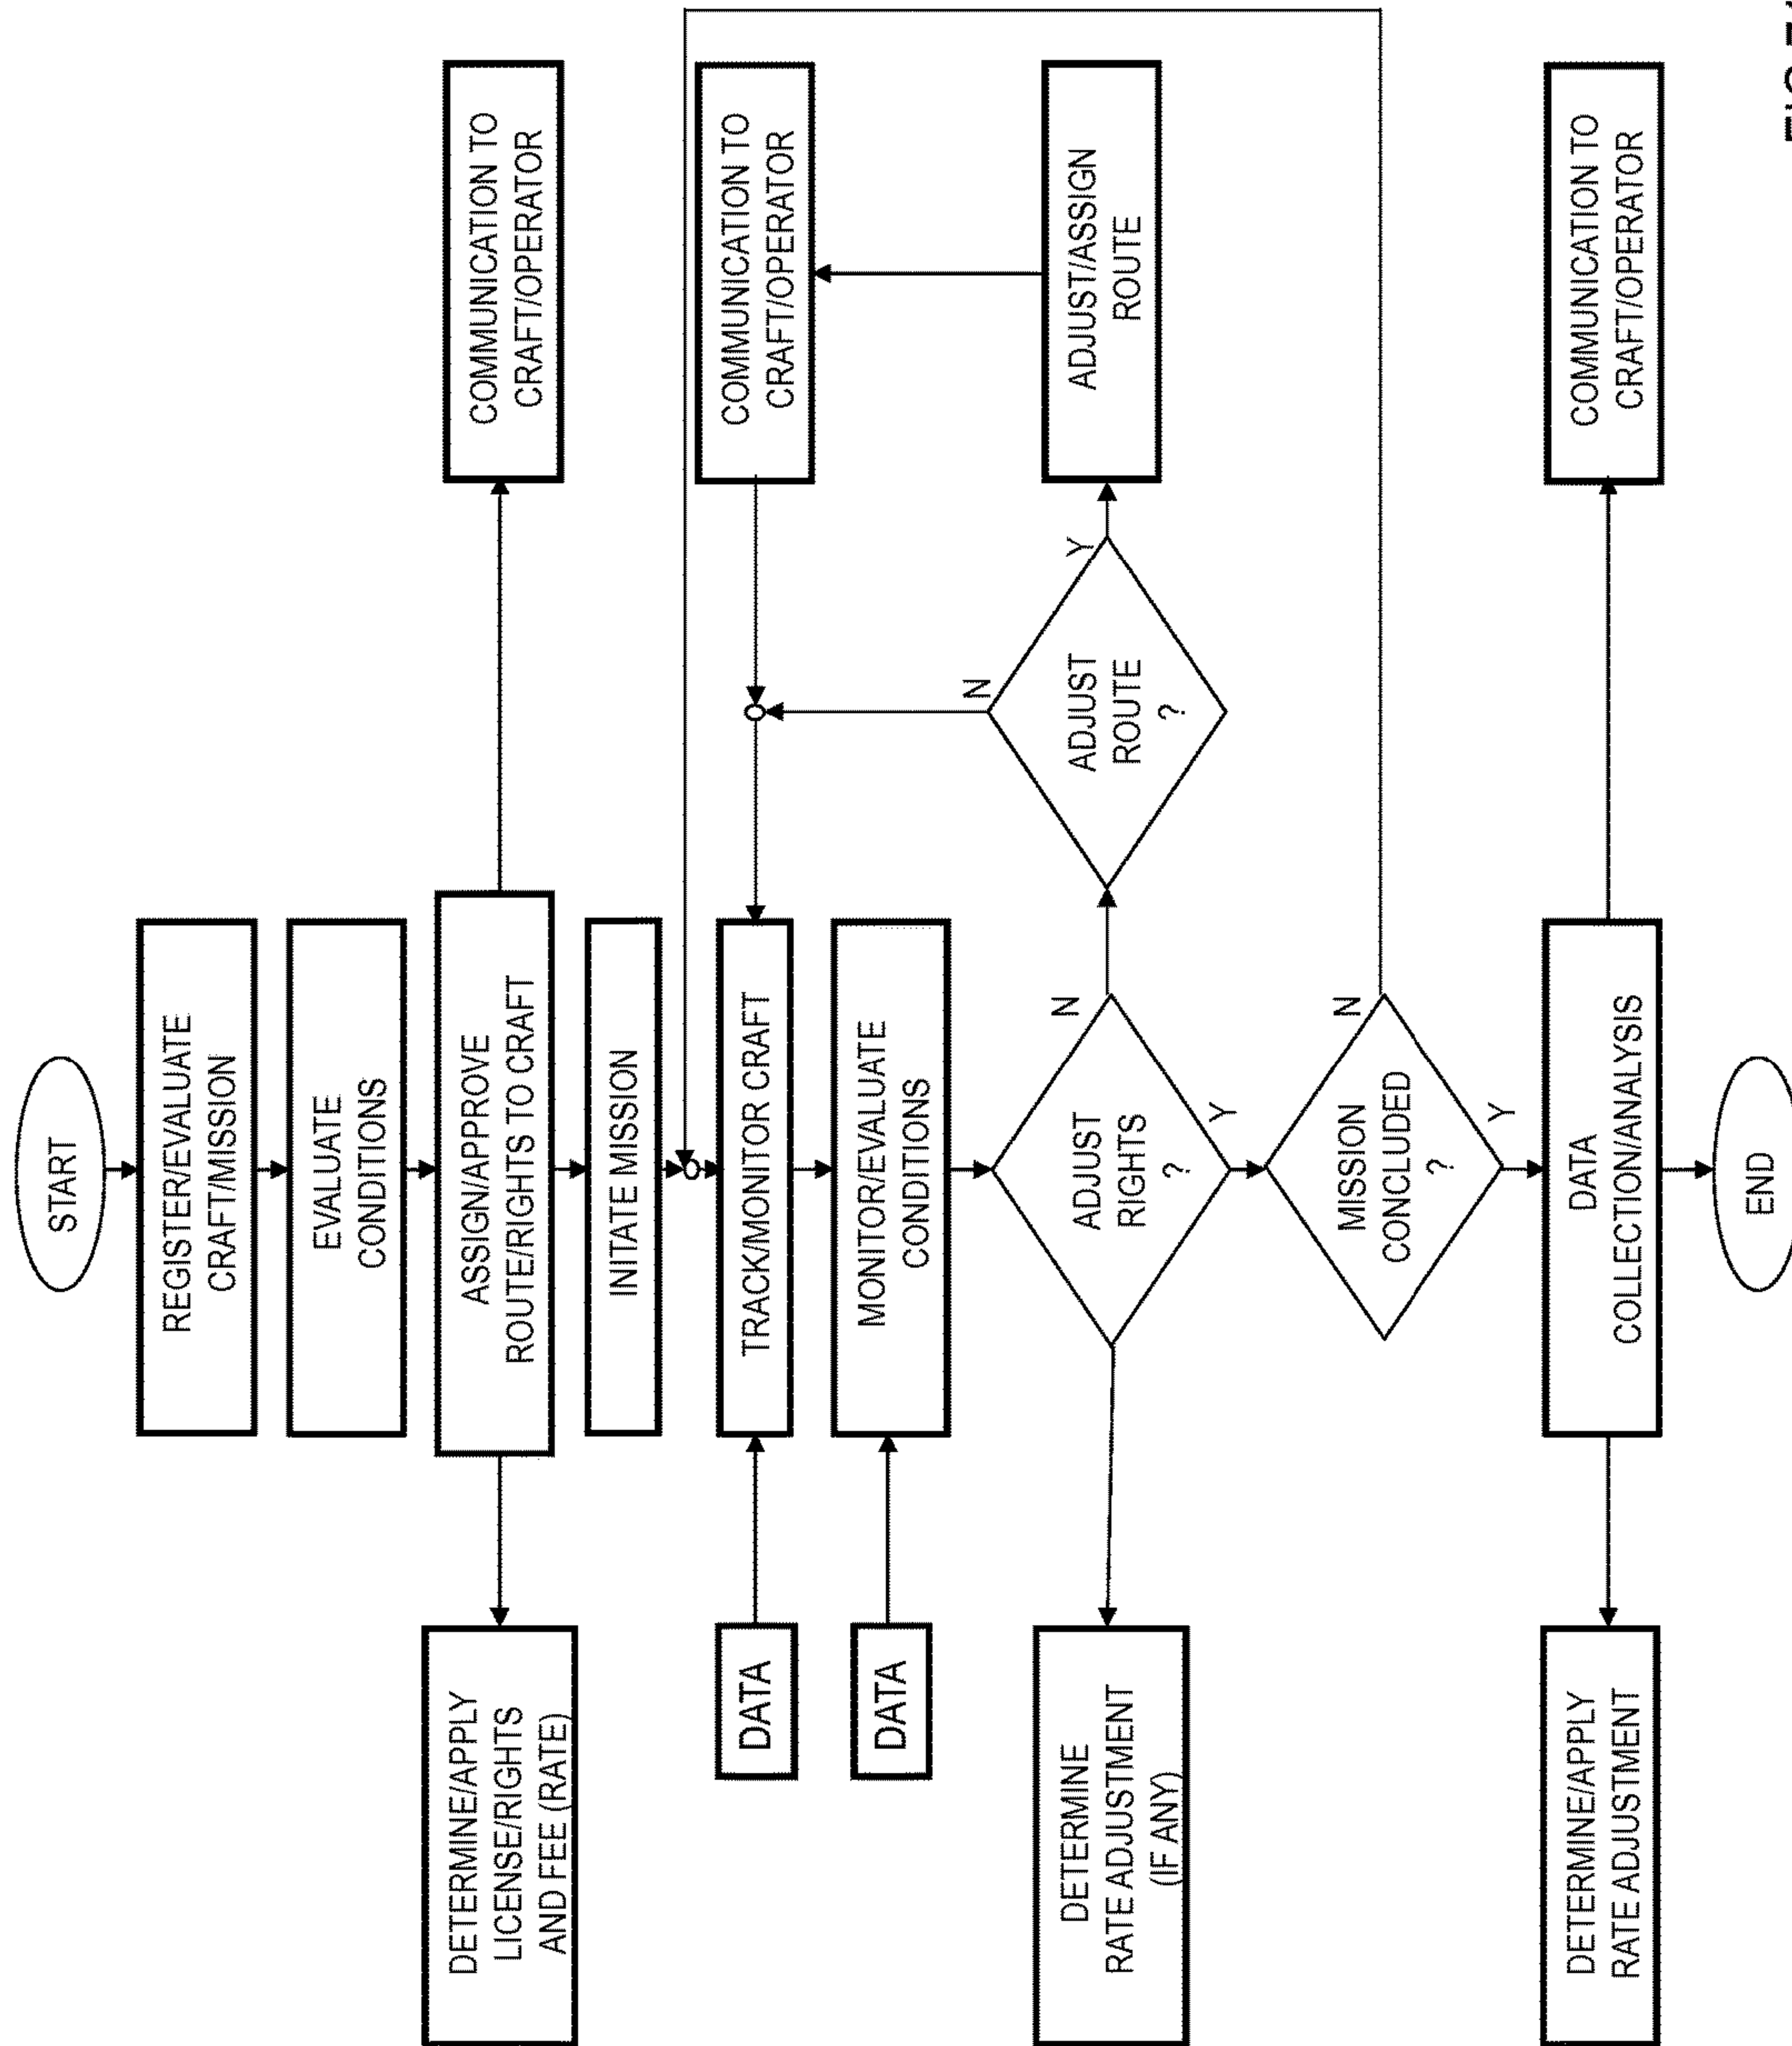 START
REGISTER/EVALUATE
CRAFT/MISSION
EVALUATE
CONDITIONS
DETERMINE/APPLY
LICENSE/RIGHTS
AND FEE (RATE)
ASSIGN/APPROVE
ROUTE/RIGHTS TO CRAFT
COMMUNICATION TO
CRAFT/OPERATOR
INITATE MISSION
DATA
TRACK/MONITOR CRAFT
COMMUNICATION TO
CRAFT/OPERATOR
DATA
MONITOR/EVALUATE
CONDITIONS
DETERMINE
RATE ADJUSTMENT
(IF ANY)
ADJUST
RIGHTS
?
N
Y
ADJUST
ROUTE
?
N
Y
ADJUST/ASSIGN
ROUTE
MISSION
CONCLUDED
?
N
Y
DETERMINE/APPLY
RATE ADJUSTMENT
DATA
COLLECTION/ANALYSIS
COMMUNICATION TO
CRAFT/OPERATOR
END